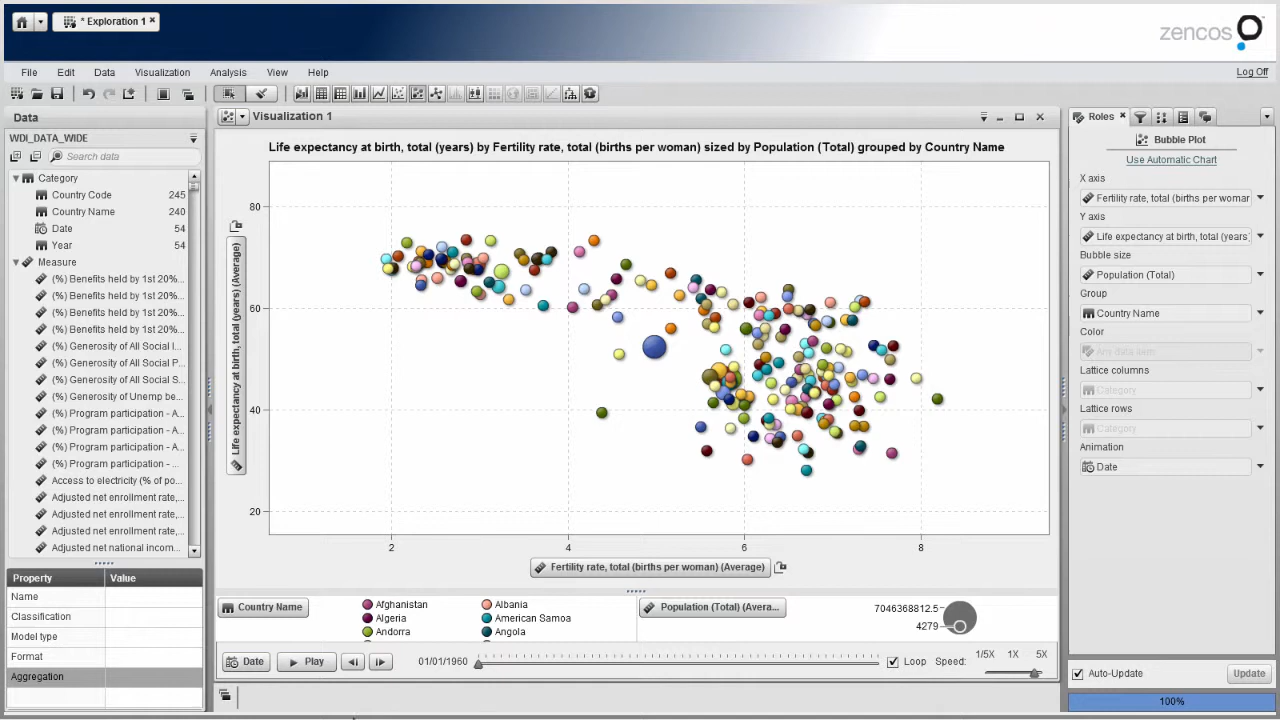 * Exploration 1
zencos
File Edit Data Visualization Analysis View Help
Log Off
Data
WDI_DATA_WIDE
Search data
Category
Country Code 245
Country Name 240
Date 54
Year 54
Measure
(%) Benefits held by 1st 20%...
(%) Benefits held by 1st 20%...
(%) Benefits held by 1st 20%...
(%) Benefits held by 1st 20%...
(%) Generosity of All Social I...
(%) Generosity of All Social P...
(%) Generosity of All Social S...
(%) Generosity of Unemp be...
(%) Program participation - A...
(%) Program participation - A...
(%) Program participation - A...
(%) Program participation - ...
Access to electricity (% of po...
Adjusted net enrollment rate,...
Adjusted net enrollment rate,...
Adjusted net enrollment rate,...
Adjusted net national incom...
Property Value
Name
Classification
Model type
Format
Aggregation
Visualization 1
Life expectancy at birth, total (years) by Fertility rate, total (births per woman) sized by Population (Total) grouped by Country Name
Life expectancy at birth, total (years) (Average)
80
60
40
20
2 4 6 8
Fertility rate, total (births per woman) (Average)
Country Name
Afghanistan Albania
Algeria American Samoa
Andorra Angola
Population (Total) (Avera...
7046368812.5
4279
Date Play 01/01/1960 Loop Speed: 1/5X 1X 5X
Roles
Bubble Plot
Use Automatic Chart
X axis
Fertility rate, total (births per womar
Y axis
Life expectancy at birth, total (years)
Bubble size
Population (Total)
Group
Country Name
Color
Any data item
Lattice columns
Category
Lattice rows
Category
Animation
Date
Auto-Update Update
100%